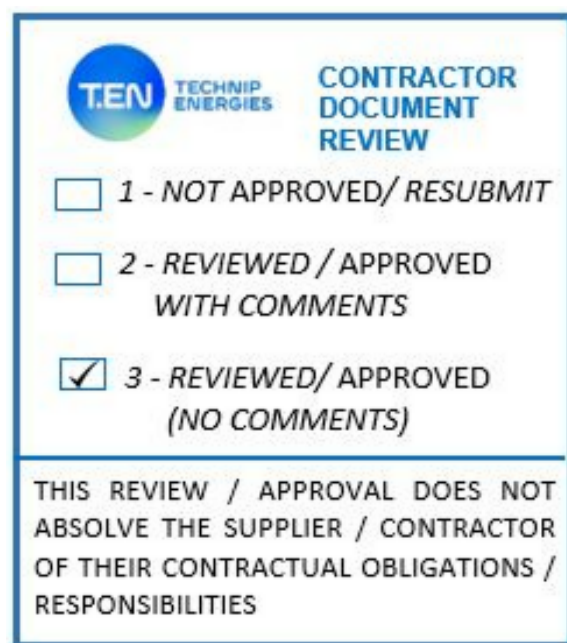 T.EN
TECHNIP
ENERGIES
CONTRACTOR
DOCUMENT
REVIEW
1 - NOT APPROVED/ RESUBMIT
2 - REVIEWED / APPROVED
WITH COMMENTS
3 - REVIEWED/ APPROVED
(NO COMMENTS)
THIS REVIEW / APPROVAL DOES NOT
ABSOLVE THE SUPPLIER / CONTRACTOR
OF THEIR CONTRACTUAL OBLIGATIONS /
RESPONSIBILITIES